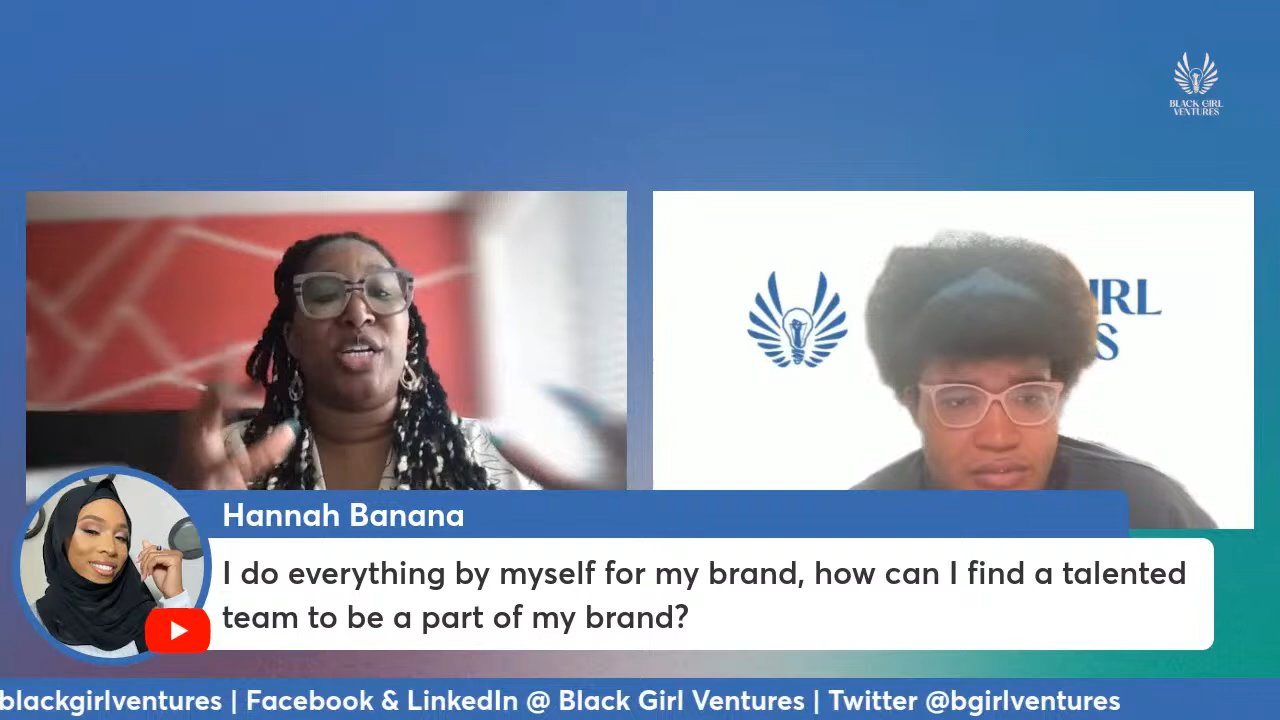 BLACK GIRL
VENTURES
IRL
S
Hannah Banana
I do everything by myself for my brand, how can I find a talented
team to be a part of my brand?
blackgirlventures | Facebook & LinkedIn @ Black Girl Ventures | Twitter @bgirlventures